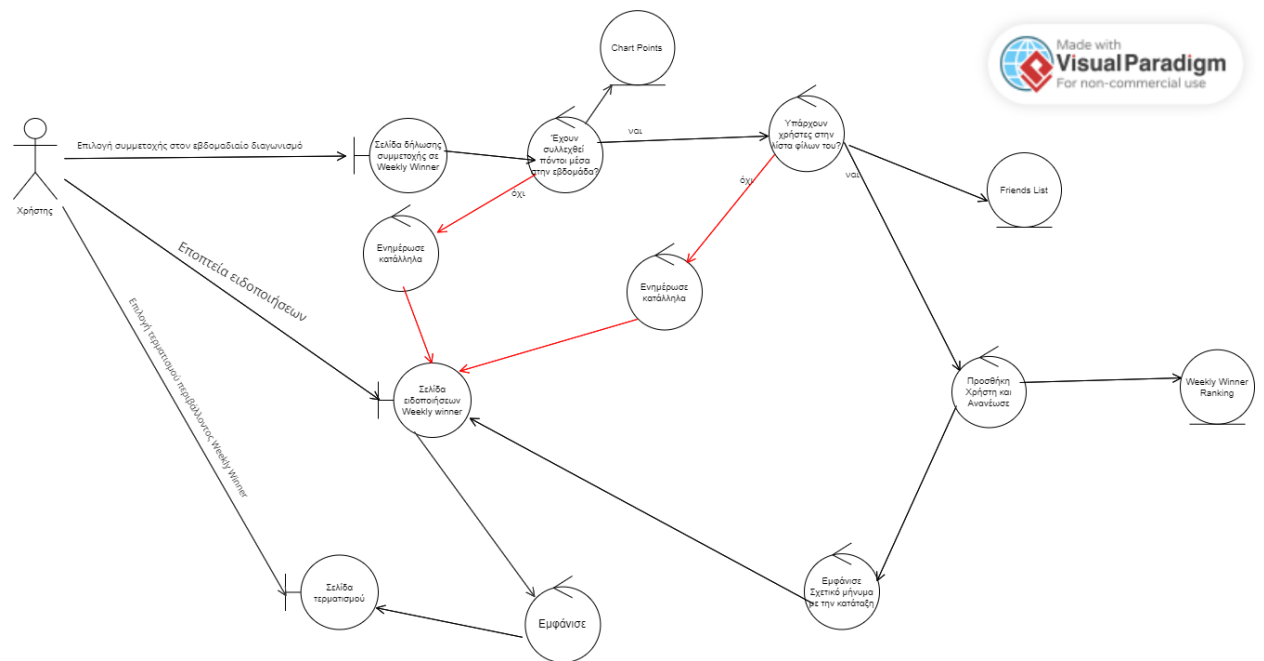 Chart Points
Made with
Visual Paradigm
For non-commercial use
Επιλογή συμμετοχής στον εβδομαδιαίο διαγωνισμό
Χρήστης
Σελίδα δήλωσης
συμμετοχής σε
Weekly Winner
Έχουν
συλλεχθεί
πόντοι μέσα
στην εβδομάδα?
ναι
Υπάρχουν
χρήστες στην
λίστα φίλων του?
όχι
όχι
ναι
Friends List
Ενημέρωσε
κατάλληλα
Ενημέρωσε
κατάλληλα
Εποπτεία ειδοποιήσεων
Επιλογή τερματισμού περιβάλλοντος Weekly Winner
Σελίδα
ειδοποιήσεων
Weekly winner
Προσθήκη
Χρήστη και
Ανανέωσε
Weekly Winner
Ranking
Σελίδα
τερματισμού
Εμφάνισε
Εμφάνισε
Σχετικό μήνυμα
με την κατάταξη